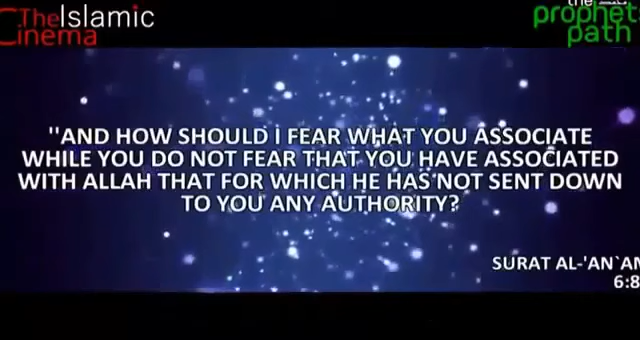 TheIslamic
Cinema
the
prophet
path
"AND HOW SHOULD I FEAR WHAT YOU ASSOCIATE
WHILE YOU DO NOT FEAR THAT YOU HAVE ASSOCIATED
WITH ALLAH THAT FOR WHICH HE HAS NOT SENT DOWN
TO YOU ANY AUTHORITY?
SURAT AL-'AN`AM
6:8